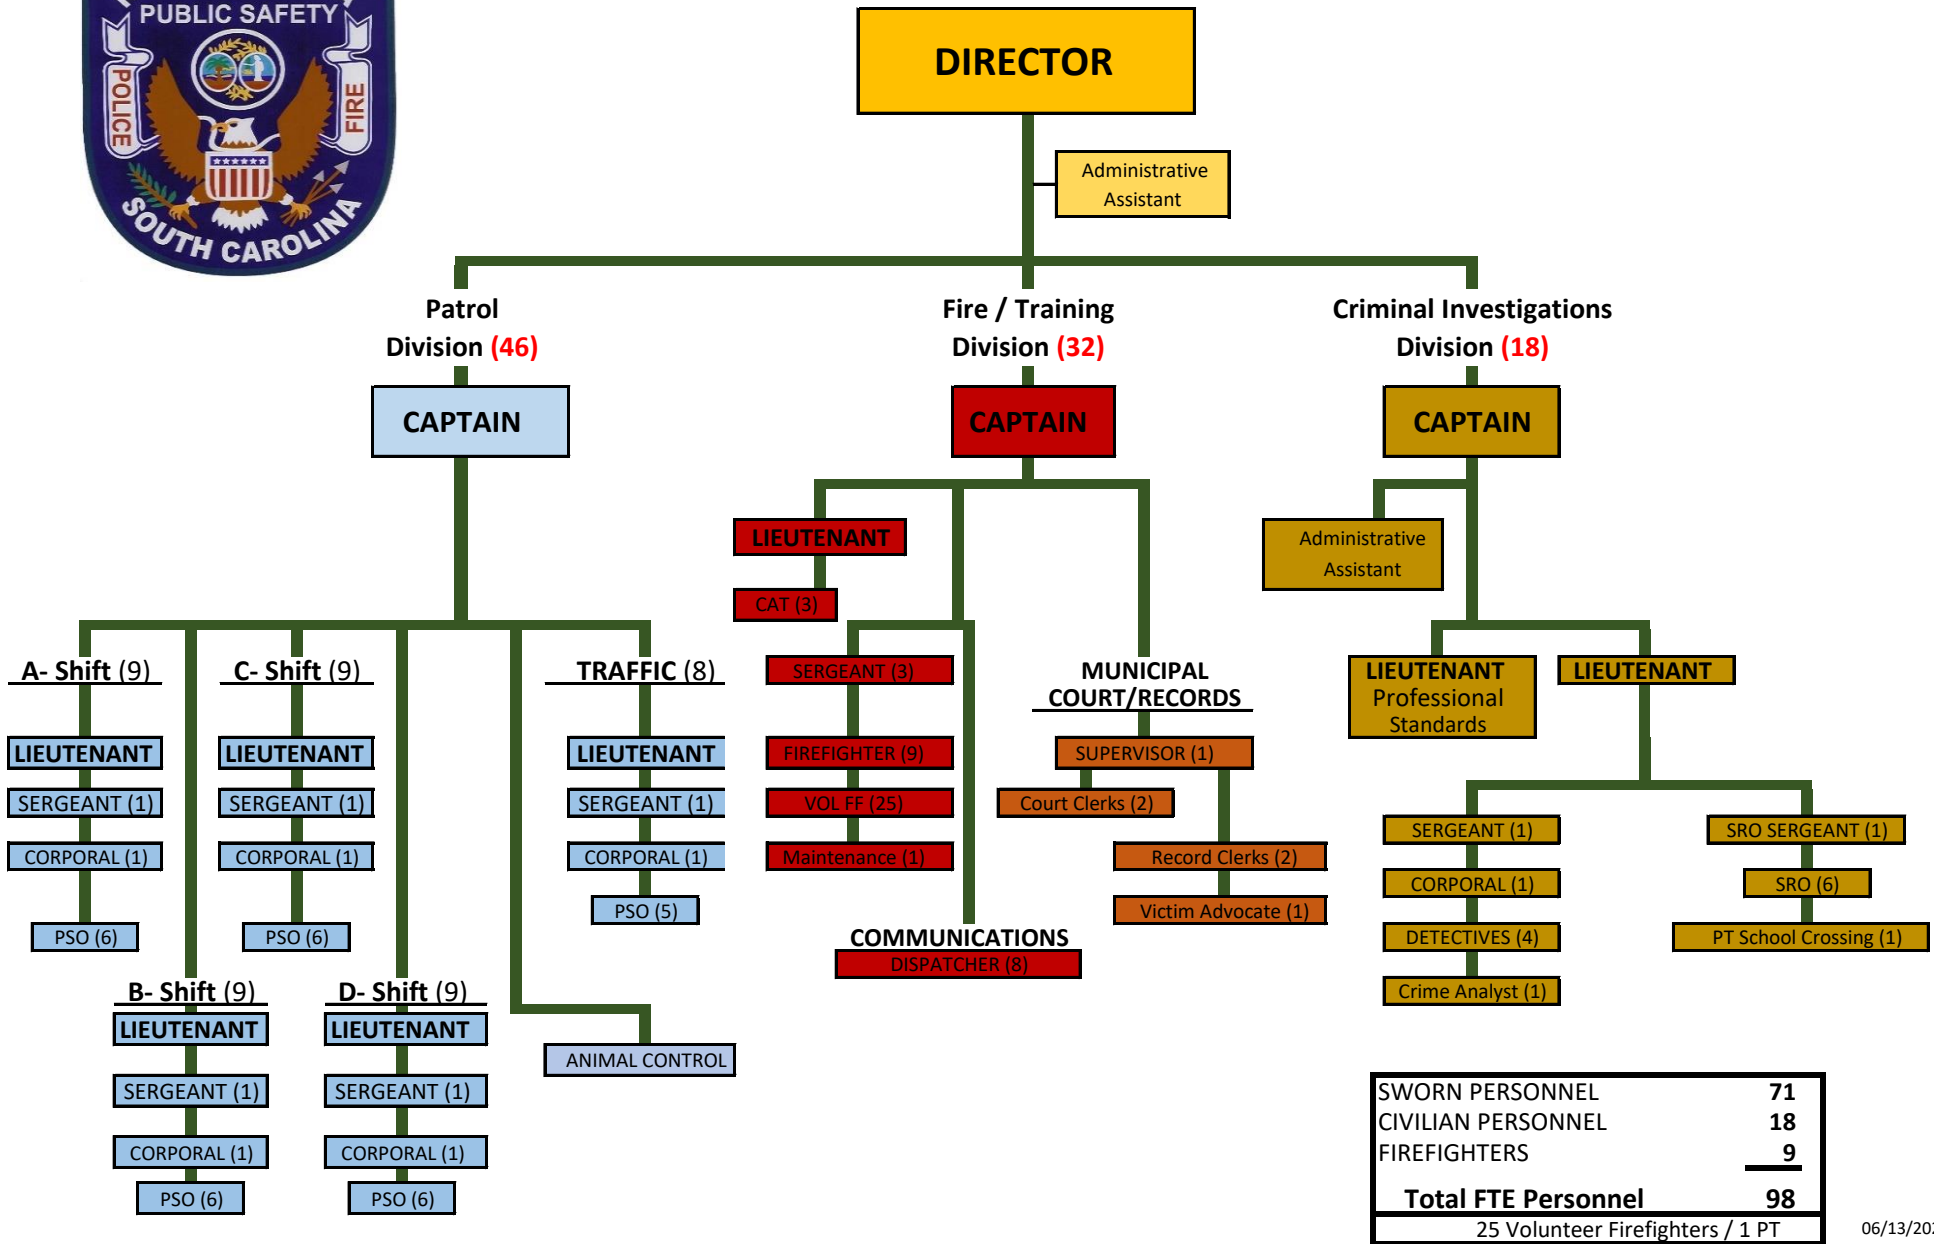 PUBLIC SAFETY
POLICE
FIRE
SOUTH CAROLINA
DIRECTOR
Administrative
Assistant
Patrol
Division (46)
Fire / Training
Division (32)
Criminal Investigations
Division (18)
CAPTAIN
CAPTAIN
CAPTAIN
LIEUTENANT
CAT (3)
Administrative
Assistant
A- Shift (9)
LIEUTENANT
SERGEANT (1)
CORPORAL (1)
PSO (6)
B- Shift (9)
LIEUTENANT
SERGEANT (1)
CORPORAL (1)
PSO (6)
C- Shift (9)
LIEUTENANT
SERGEANT (1)
CORPORAL (1)
PSO (6)
D- Shift (9)
LIEUTENANT
SERGEANT (1)
CORPORAL (1)
PSO (6)
TRAFFIC (8)
LIEUTENANT
SERGEANT (1)
CORPORAL (1)
PSO (5)
ANIMAL CONTROL
SERGEANT (3)
FIREFIGHTER (9)
VOL FF (25)
Maintenance (1)
COMMUNICATIONS
DISPATCHER (8)
MUNICIPAL
COURT/RECORDS
SUPERVISOR (1)
Court Clerks (2)
Record Clerks (2)
Victim Advocate (1)
LIEUTENANT
Professional
Standards
LIEUTENANT
SERGEANT (1)
CORPORAL (1)
DETECTIVES (4)
Crime Analyst (1)
SRO SERGEANT (1)
SRO (6)
PT School Crossing (1)
SWORN PERSONNEL 71
CIVILIAN PERSONNEL 18
FIREFIGHTERS 9
Total FTE Personnel 98
25 Volunteer Firefighters / 1 PT
06/13/202